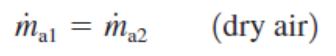 ṁa1 = ṁa2 (dry air)